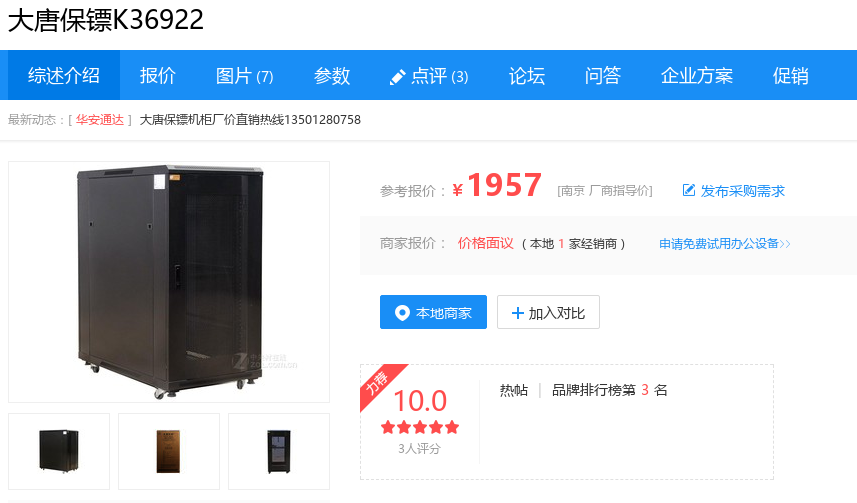 大唐保镖K36922
综述介绍 报价 图片 (7) 参数 点评 (3) 论坛 问答 企业方案 促销
最新动态：[ 华安通达 ] 大唐保镖机柜厂价直销热线13501280758
参考报价： ¥1957 [南京 厂商指导价] 发布采购需求
商家报价： 价格面议 ( 本地 1 家经销商 ) 申请免费试用办公设备>>
本地商家 加入对比
力荐
10.0
热帖 | 品牌排行榜第 3 名
3人评分